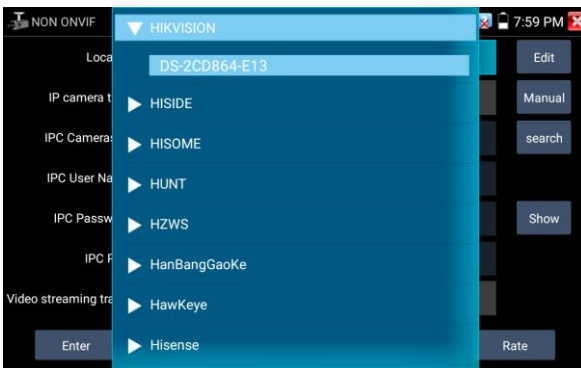 NON ONVIF
HIKVISION
7:59 PM
Loca
DS-2CD864-E13
Edit
IP camera t
HISIDE
Manual
IPC Camera
HISOME
search
IPC User Na
HUNT
IPC Passw
HZWS
Show
IPC
HanBangGaoKe
Video streaming tra
HawKeye
Enter
Hisense
Rate